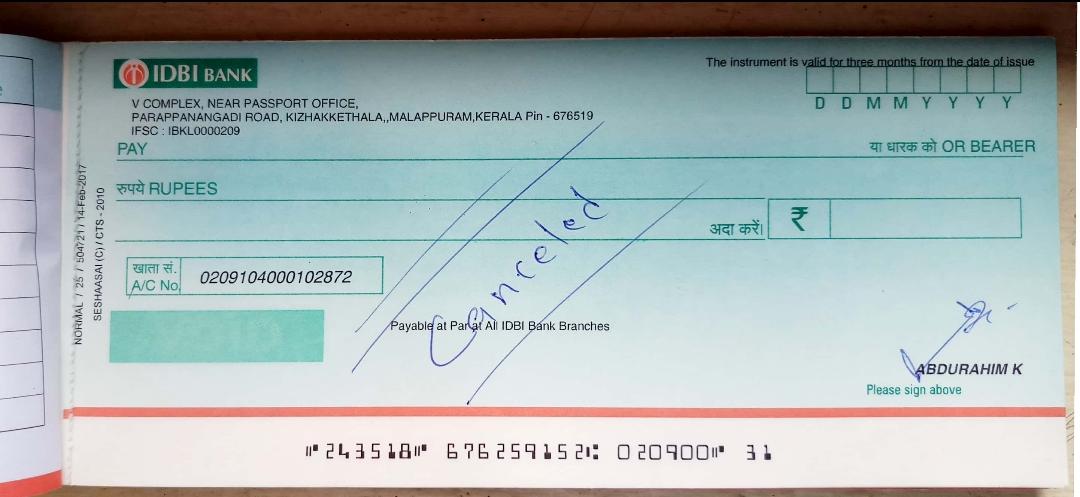 IDBI BANK
The instrument is valid for three months from the date of issue
V COMPLEX, NEAR PASSPORT OFFICE,
PARAPPANANGADI ROAD, KIZHAKKETHALA,,MALAPPURAM,KERALA Pin - 676519
IFSC : IBKL0000209
D D M M Y Y Y Y
PAY
या धारक को OR BEARER
रुपये RUPEES
अदा करें।
₹
खाता सं.
A/C No.
0209104000102872
Canceled
Payable at Par at All IDBI Bank Branches
ABDURAHIM K
Please sign above
NORMAL / 25 / 5047217 / 14-Feb-2017
SESHAASAI (C) / CTS - 2010
⑈243518⑈ 676259152⑆ 020900⑈ 31